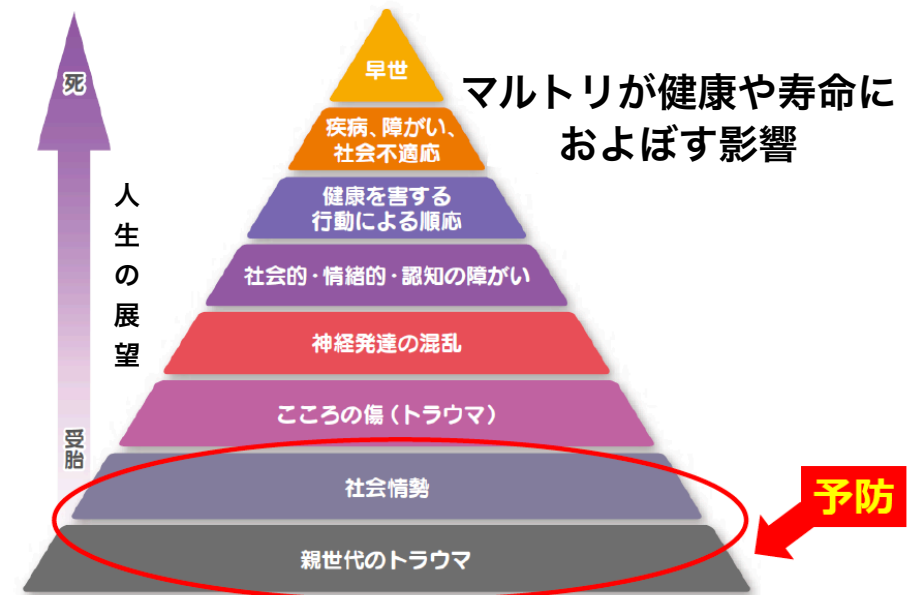 マルトリが健康や寿命に
およぼす影響
死
人生の展望
受胎
早世
疾病、障がい、
社会不適応
健康を害する
行動による順応
社会的・情緒的・認知の障がい
神経発達の混乱
こころの傷（トラウマ）
社会情勢
親世代のトラウマ
予防